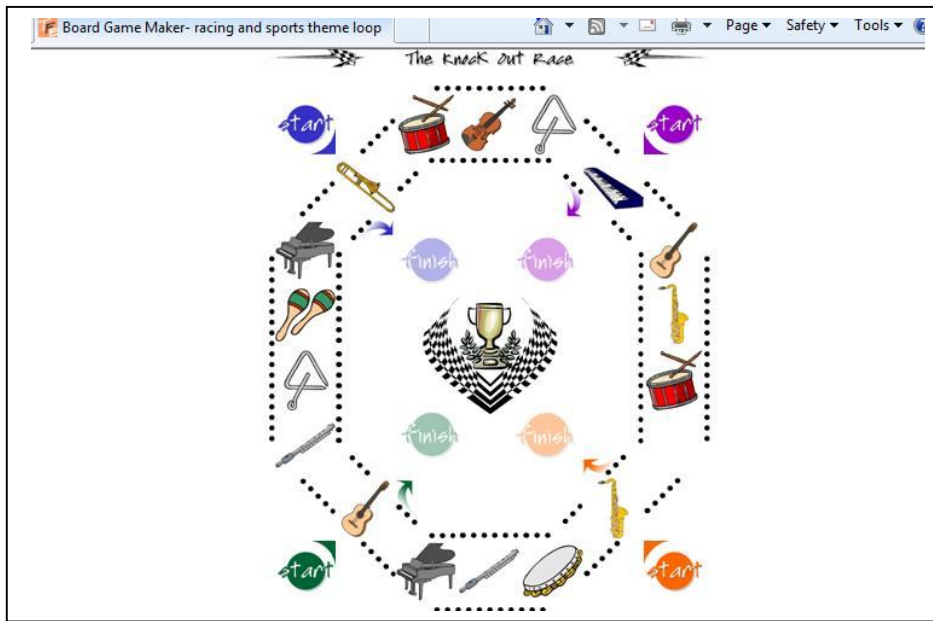 Board Game Maker- racing and sports theme loop
Page Safety Tools
The Knock Out Race
start start
finish finish
finish finish
start start